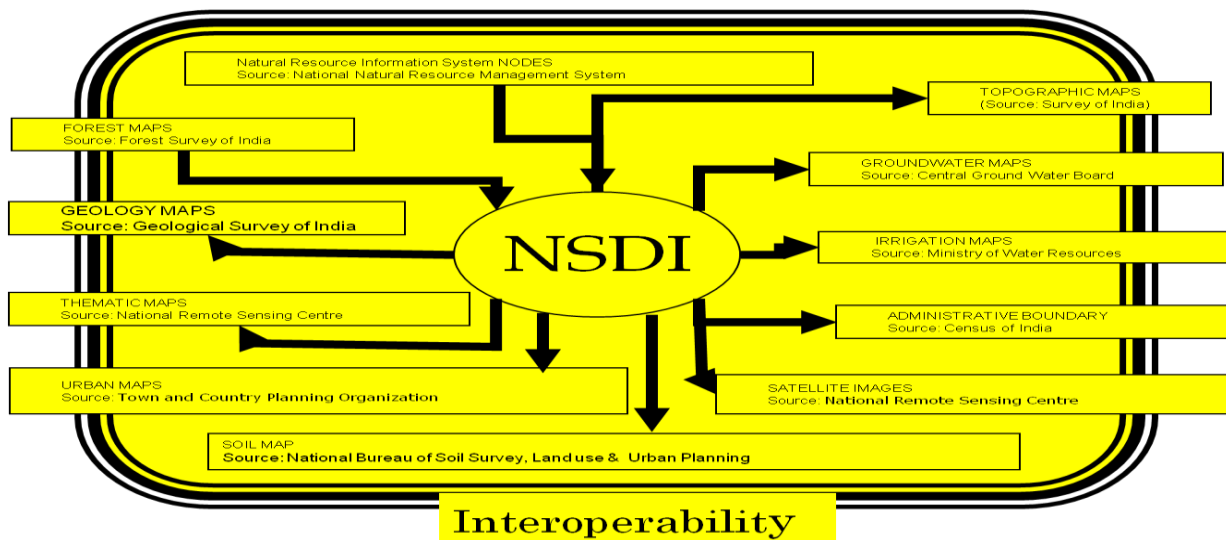 Natural Resource Information System NODES
Source: National Natural Resource Management System
TOPOGRAPHIC MAPS
(Source: Survey of India)
FOREST MAPS
Source: Forest Survey of India
GROUNDWATER MAPS
Source: Central Ground Water Board
GEOLOGY MAPS
Source: Geological Survey of India
NSDI
IRRIGATION MAPS
Source: Ministry of Water Resources
THEMATIC MAPS
Source: National Remote Sensing Centre
ADMINISTRATIVE BOUNDARY
Source: Census of India
URBAN MAPS
Source: Town and Country Planning Organization
SATELLITE IMAGES
Source: National Remote Sensing Centre
SOIL MAP
Source: National Bureau of Soil Survey, Land use & Urban Planning
Interoperability